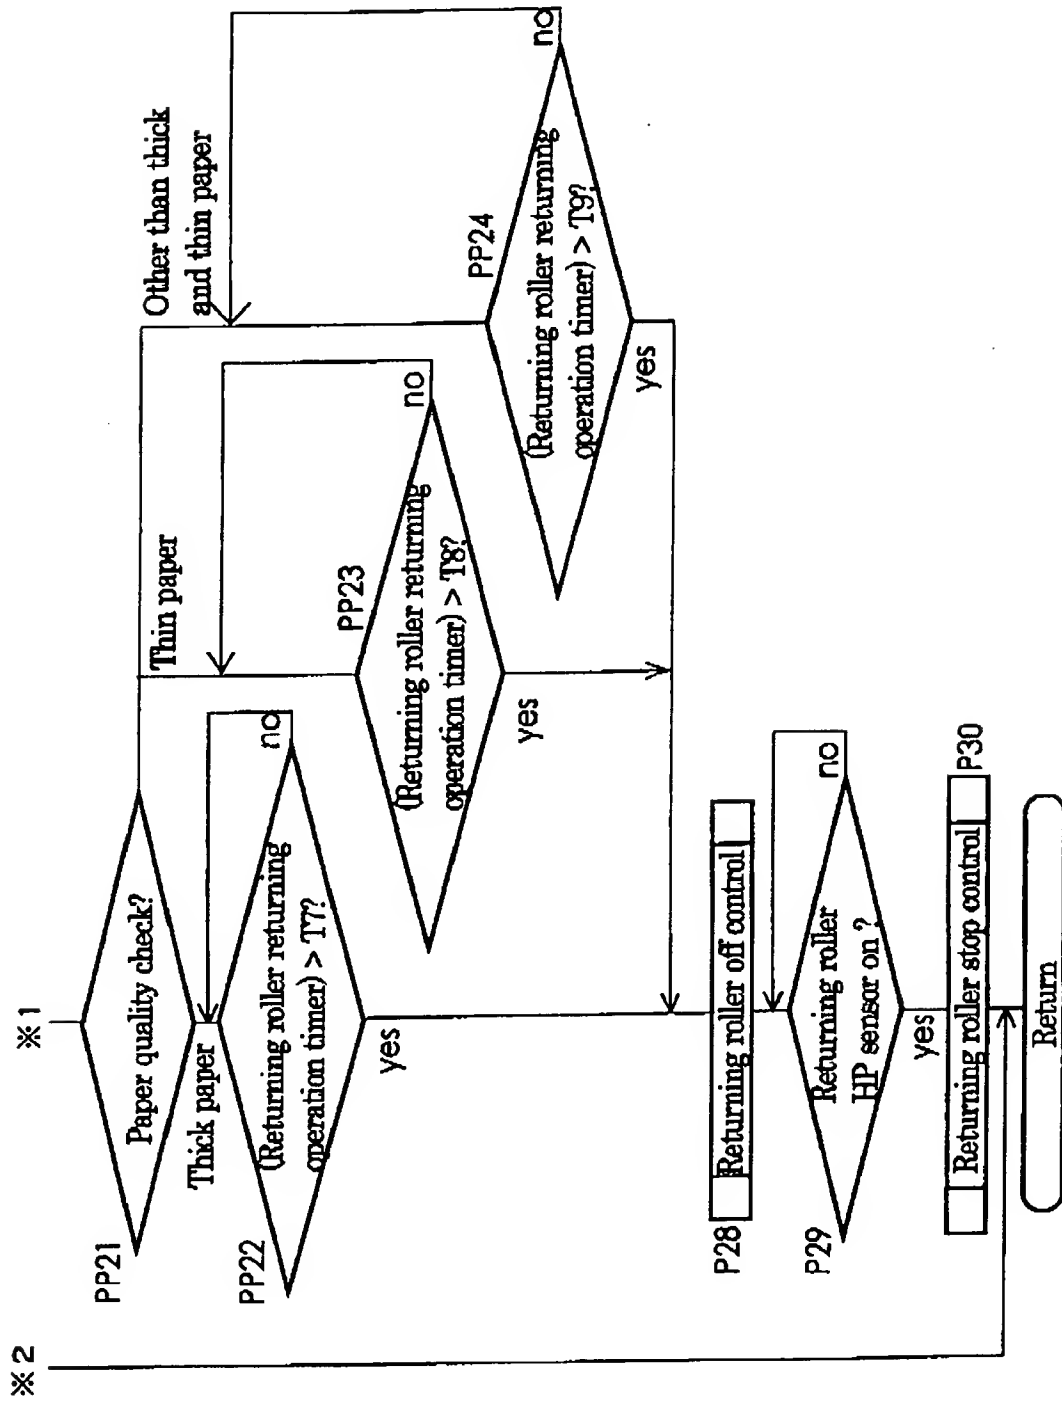 ※2
※1
PP21
Paper quality check?
Thick paper
Thin paper
Other than thick
and thin paper
PP22
(Returning roller returning
operation timer) > T7?
no
yes
PP23
(Returning roller returning
operation timer) > T8?
no
yes
PP24
(Returning roller returning
operation timer) > T9?
no
yes
P28
Returning roller off control
P29
Returning roller
HP sensor on ?
no
yes
Returning roller stop control
P30
Return